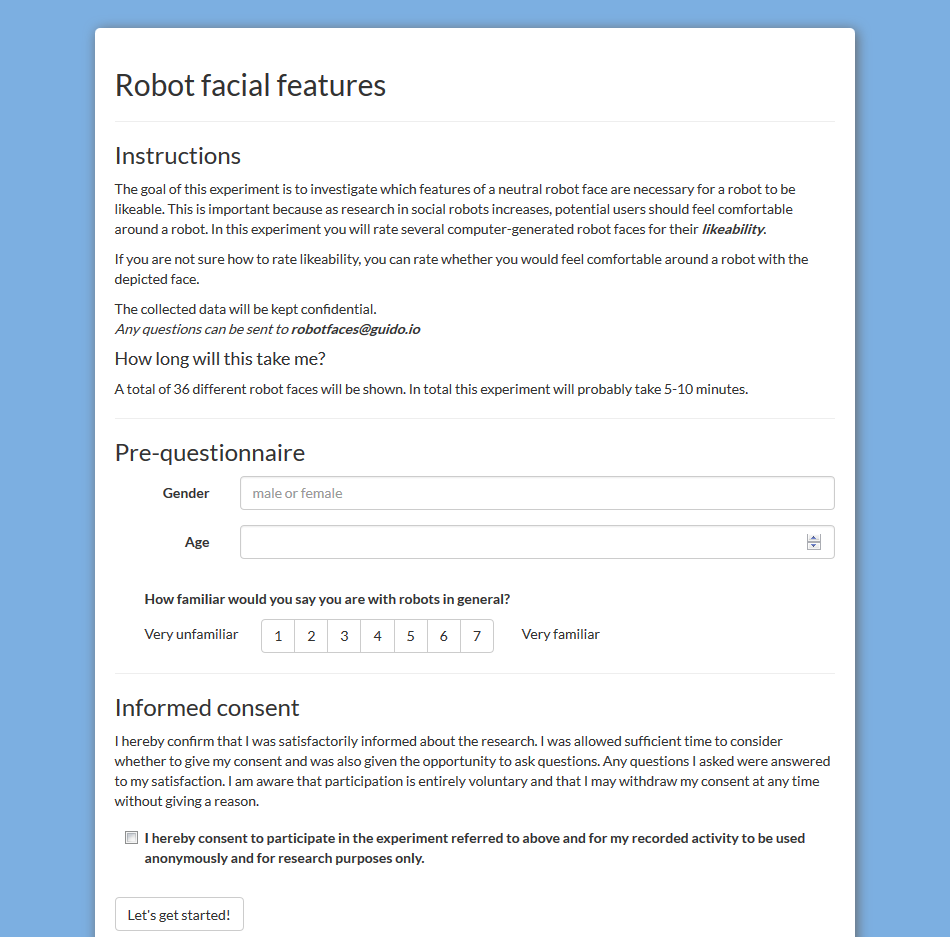 Robot facial features
Instructions
The goal of this experiment is to investigate which features of a neutral robot face are necessary for a robot to be
likeable. This is important because as research in social robots increases, potential users should feel comfortable
around a robot. In this experiment you will rate several computer-generated robot faces for their likeability.
If you are not sure how to rate likeability, you can rate whether you would feel comfortable around a robot with the
depicted face.
The collected data will be kept confidential.
Any questions can be sent to robotfaces@guido.io
How long will this take me?
A total of 36 different robot faces will be shown. In total this experiment will probably take 5-10 minutes.
Pre-questionnaire
Gender male or female
Age
How familiar would you say you are with robots in general?
Very unfamiliar 1 2 3 4 5 6 7 Very familiar
Informed consent
I hereby confirm that I was satisfactorily informed about the research. I was allowed sufficient time to consider
whether to give my consent and was also given the opportunity to ask questions. Any questions I asked were answered
to my satisfaction. I am aware that participation is entirely voluntary and that I may withdraw my consent at any time
without giving a reason.
I hereby consent to participate in the experiment referred to above and for my recorded activity to be used
anonymously and for research purposes only.
Let's get started!